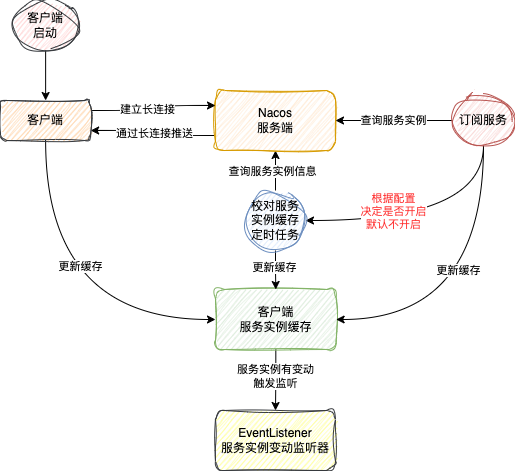 客户端
启动
客户端
建立长连接
通过长连接推送
Nacos
服务端
查询服务实例
订阅服务
查询服务实例信息
校对服务
实例缓存
定时任务
根据配置
决定是否开启
默认不开启
更新缓存
更新缓存
更新缓存
客户端
服务实例缓存
服务实例有变动
触发监听
EventListener
服务实例变动监听器